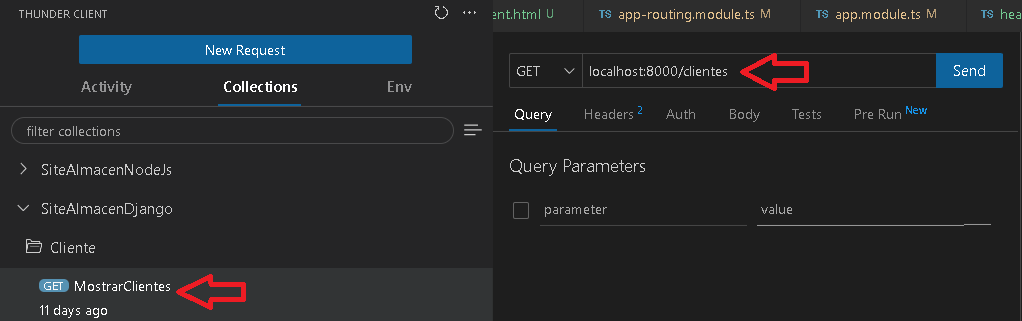 THUNDER CLIENT
New Request
Activity Collections Env
filter collections
SiteAlmacenNodeJs
SiteAlmacenDjango
Cliente
GET MostrarClientes
11 days ago
ent.html U TS app-routing.module.ts M TS app.module.ts M TS hea
GET localhost:8000/clientes Send
Query Headers 2 Auth Body Tests Pre Run New
Query Parameters
parameter value